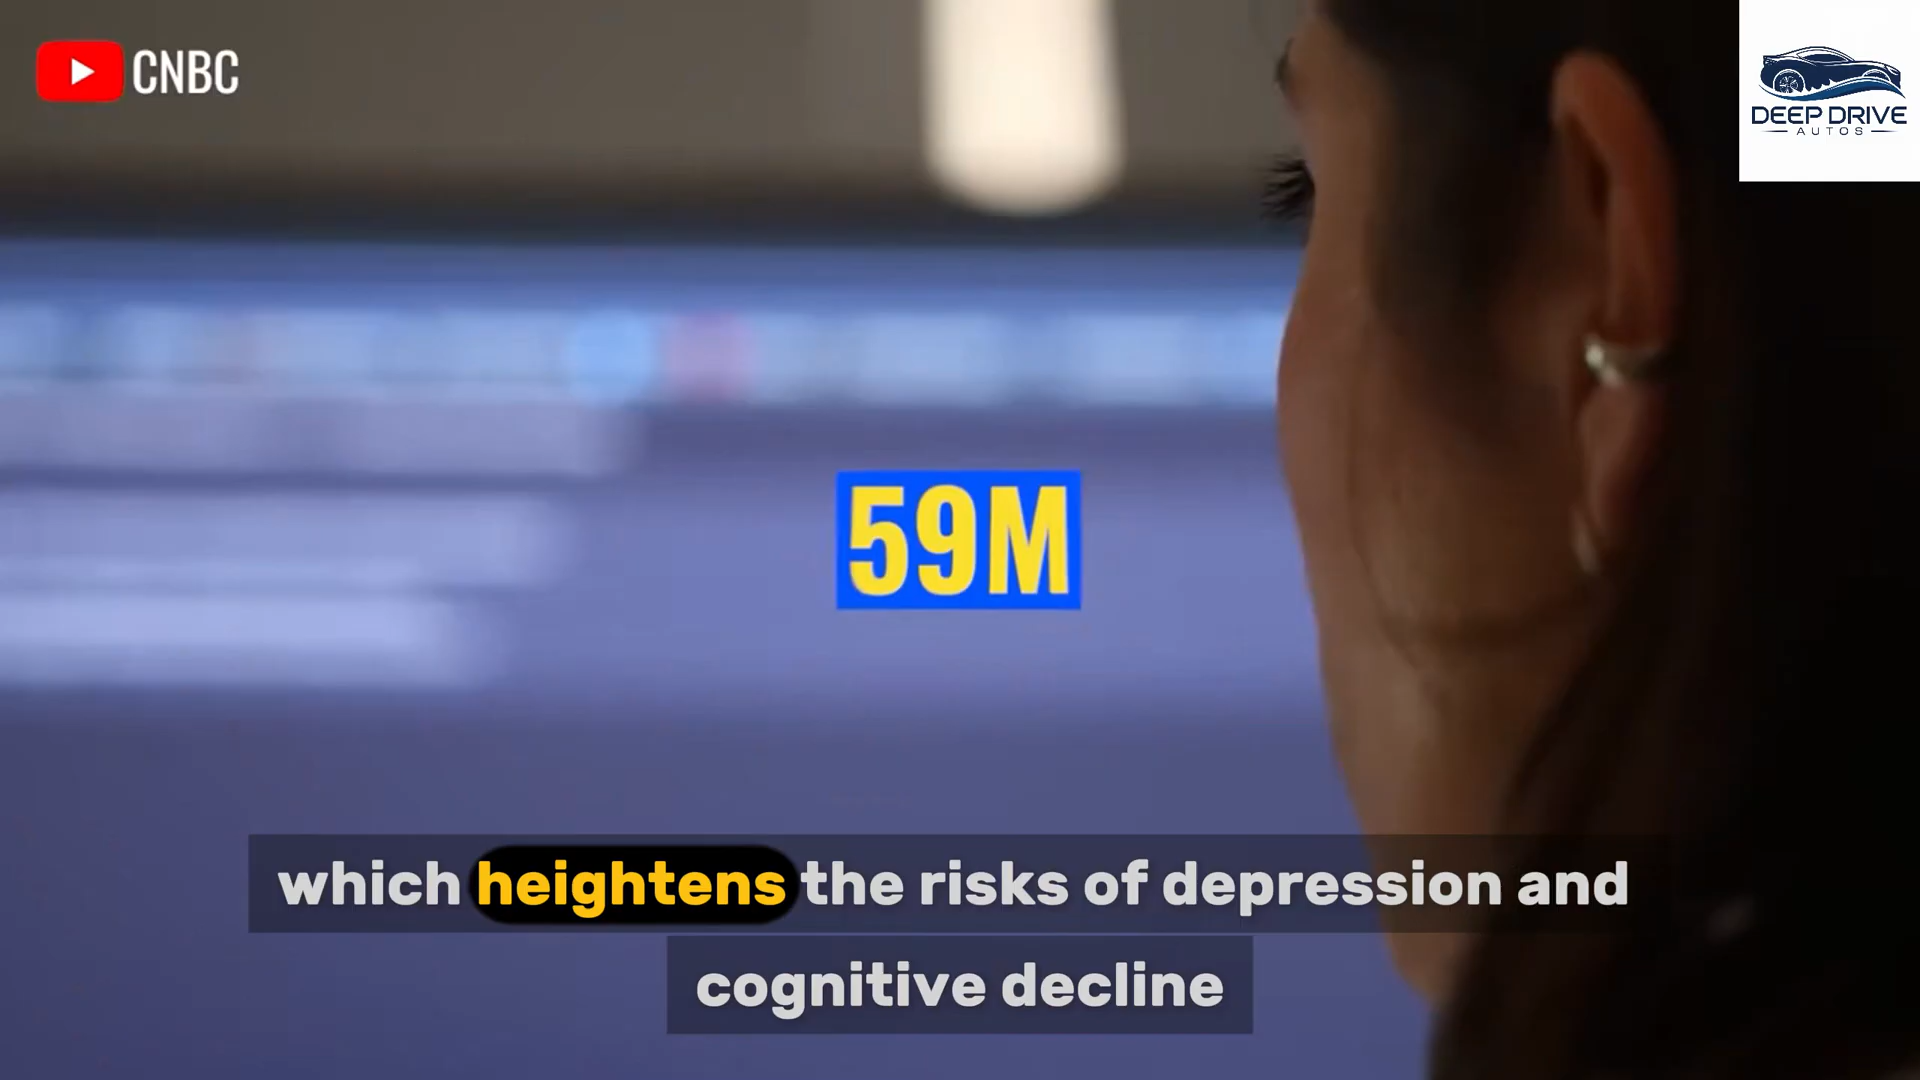 CNBC
DEEP DRIVE
AUTOS
59M
which heightens the risks of depression and
cognitive decline